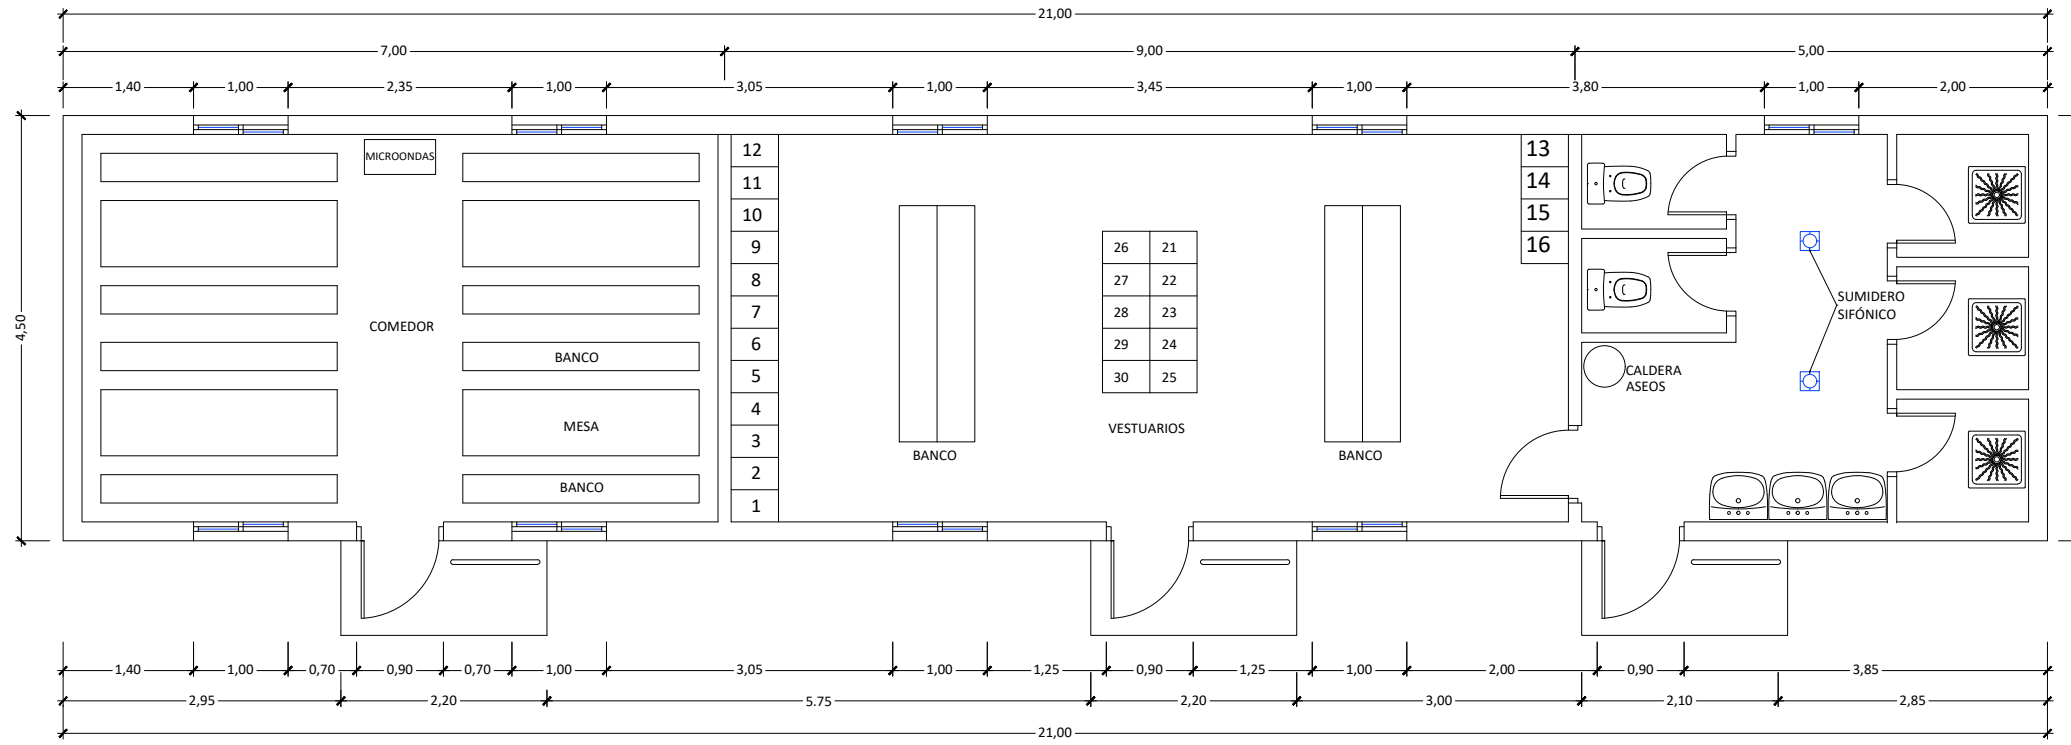 21,00
7,00 9,00 5,00
1,40 1,00 2,35 1,00 3,05 1,00 3,45 1,00 3,80 1,00 2,00
4,50
MICROONDAS
COMEDOR
BANCO
MESA
BANCO
12
11
10
9
8
7
6
5
4
3
2
1
BANCO
26 21
27 22
28 23
29 24
30 25
VESTUARIOS
BANCO
13
14
15
16
CALDERA
ASEOS
SUMIDERO
SIFÓNICO
1,40 1,00 0,70 0,90 0,70 1,00 3,05 1,00 1,25 0,90 1,25 1,00 2,00 0,90 3,85
2,95 2,20 5.75 2,20 3,00 2,10 2,85
21,00